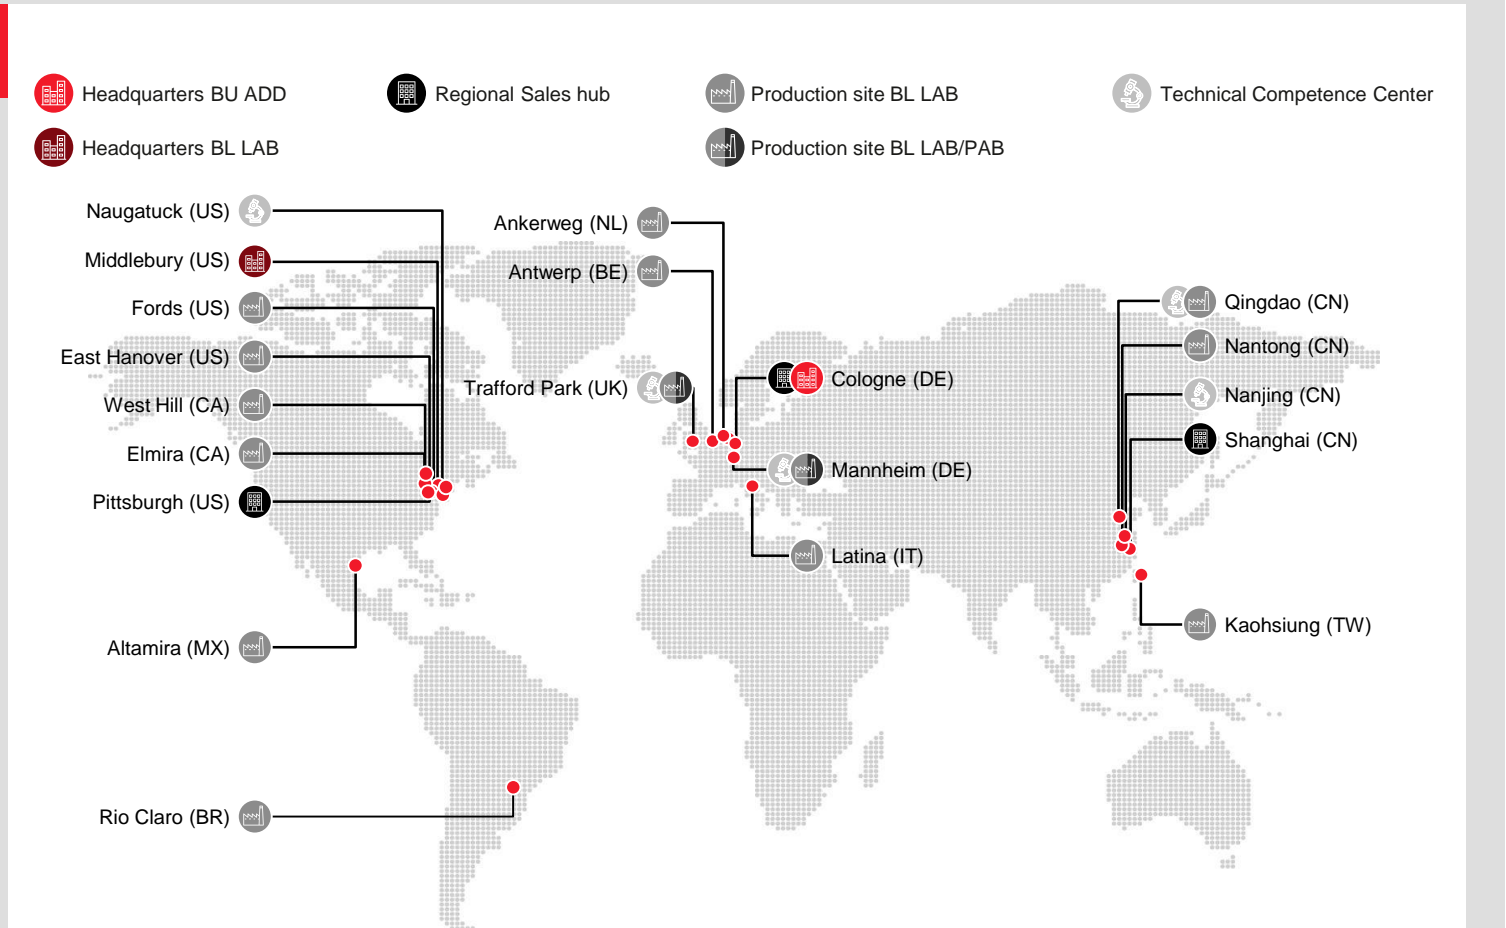 Headquarters BU ADD
Regional Sales hub
Production site BL LAB
Technical Competence Center
Headquarters BL LAB
Production site BL LAB/PAB
Naugatuck (US)
Middlebury (US)
Fords (US)
East Hanover (US)
West Hill (CA)
Elmira (CA)
Pittsburgh (US)
Altamira (MX)
Rio Claro (BR)
Ankerweg (NL)
Antwerp (BE)
Trafford Park (UK)
Cologne (DE)
Mannheim (DE)
Latina (IT)
Qingdao (CN)
Nantong (CN)
Nanjing (CN)
Shanghai (CN)
Kaohsiung (TW)